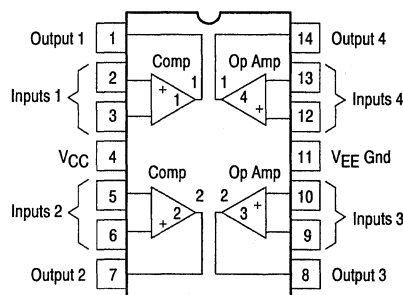 Output 1 1 14 Output 4
Comp 1 1 Op Amp
Inputs 1 2 + 1 4 13 Inputs 4
3 + 12
VCC 4 11 VEE Gnd
Comp Op Amp
5 2 2 + 10
Inputs 2 2 3 Inputs 3
6 + 9
Output 2 7 8 Output 3